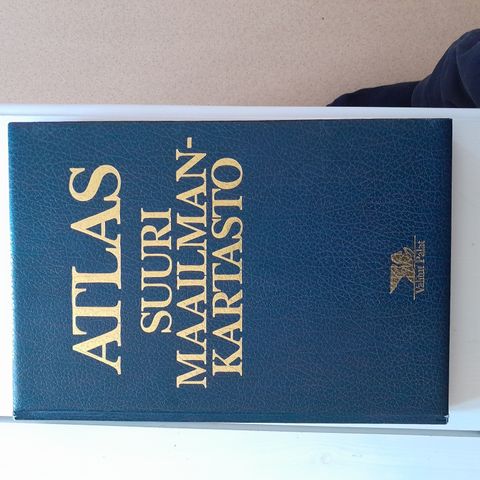 ATLAS
SUURI
MAAILMAN-
KARTASTO
Valitut Palat